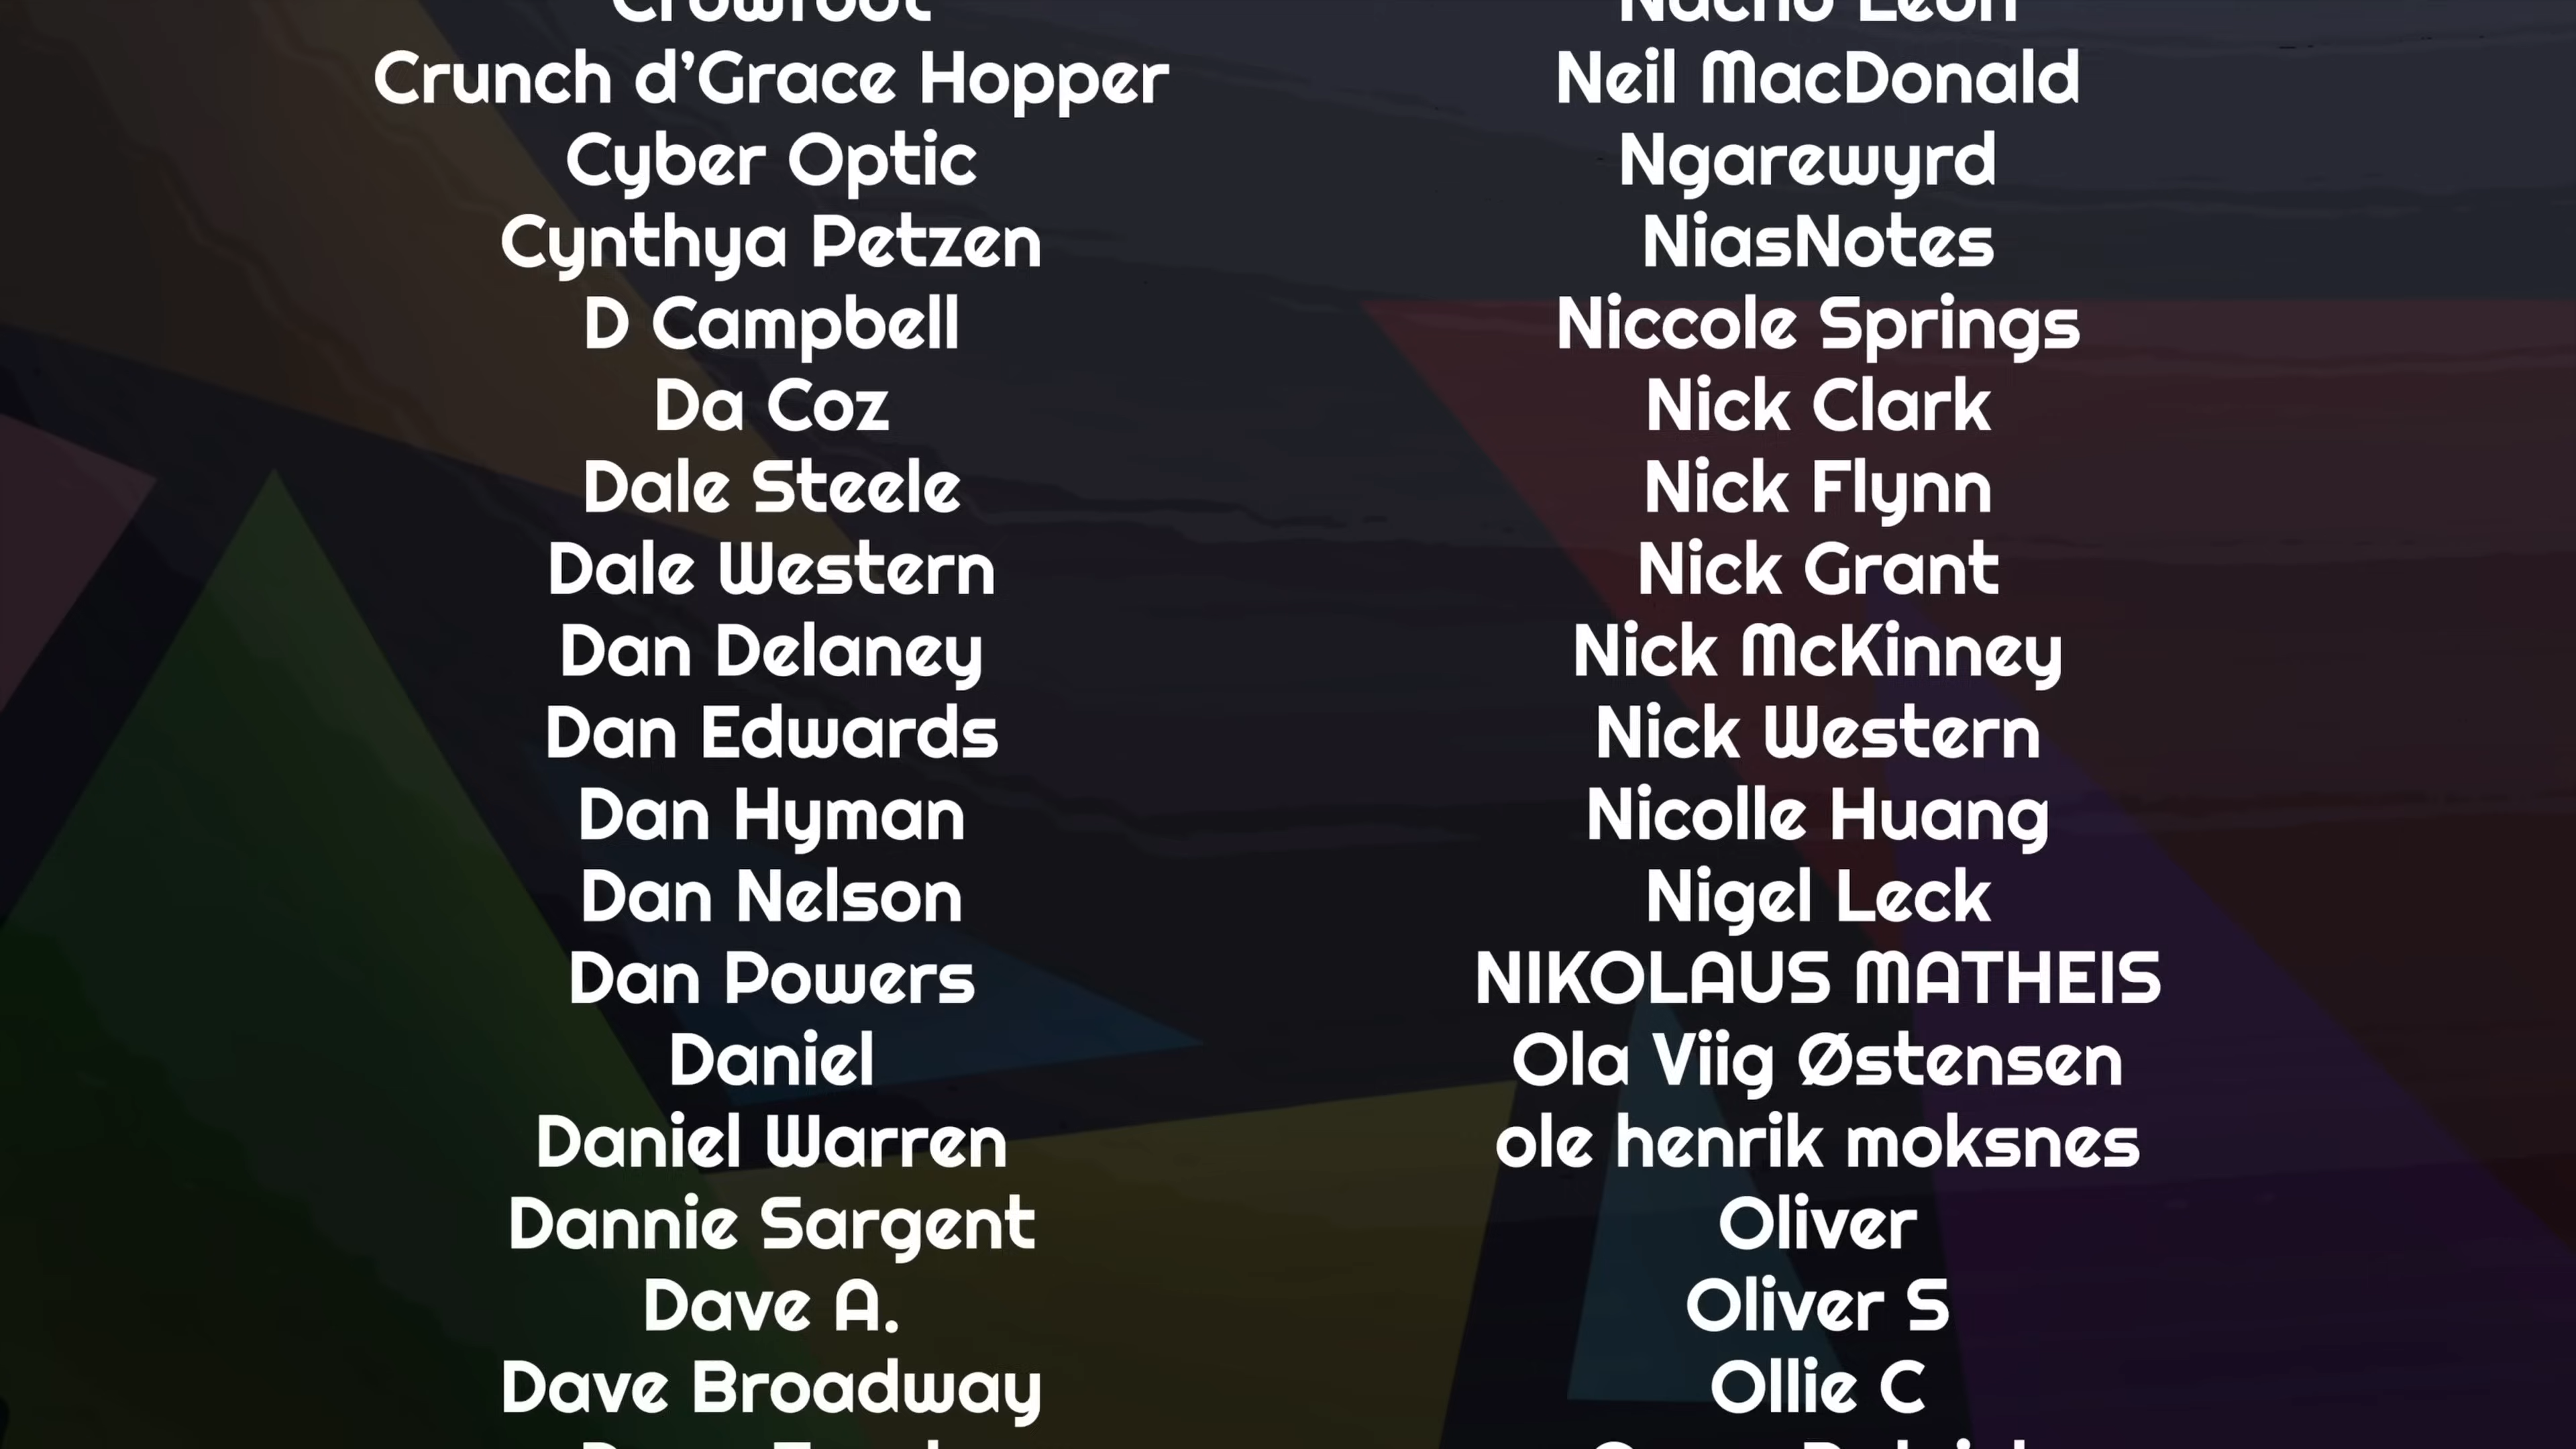 Crowfoot
Crunch d’Grace Hopper
Cyber Optic
Cynthya Petzen
D Campbell
Da Coz
Dale Steele
Dale Western
Dan Delaney
Dan Edwards
Dan Hyman
Dan Nelson
Dan Powers
Daniel
Daniel Warren
Dannie Sargent
Dave A.
Dave Broadway
Nacho Leon
Neil MacDonald
Ngarewyrd
NiasNotes
Niccole Springs
Nick Clark
Nick Flynn
Nick Grant
Nick McKinney
Nick Western
Nicolle Huang
Nigel Leck
NIKOLAUS MATHEIS
Ola Viig Østensen
ole henrik moksnes
Oliver
Oliver S
Ollie C